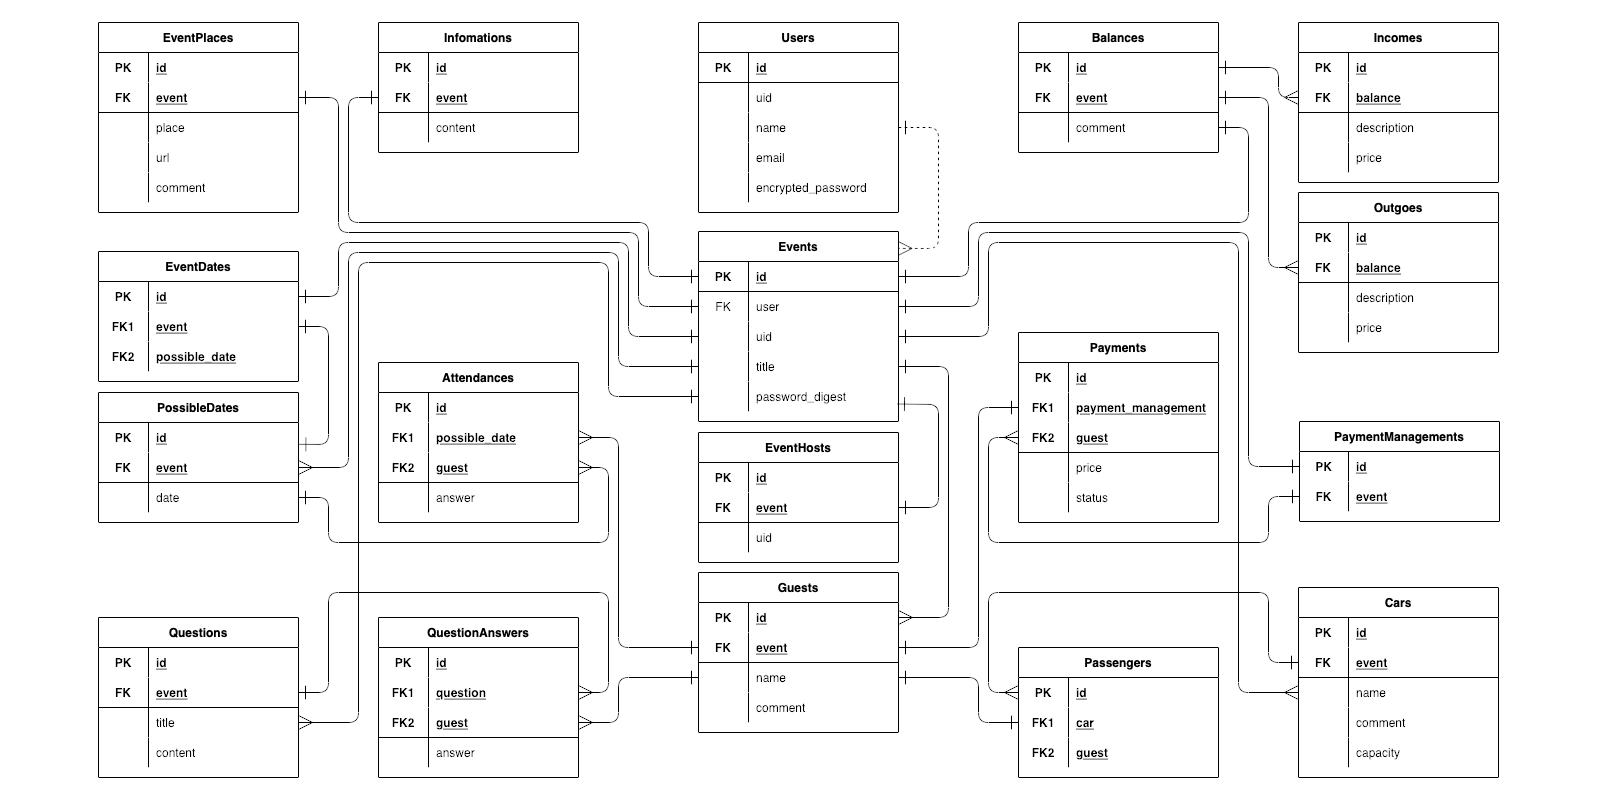 EventPlaces
PK id
FK event
place
url
comment
Infomations
PK id
FK event
content
Users
PK id
uid
name
email
encrypted_password
Balances
PK id
FK event
comment
Incomes
PK id
FK balance
description
price
Outgoes
PK id
FK balance
description
price
EventDates
PK id
FK1 event
FK2 possible_date
Events
PK id
FK user
uid
title
password_digest
PossibleDates
PK id
FK event
date
Attendances
PK id
FK1 possible_date
FK2 guest
answer
EventHosts
PK id
FK event
uid
Payments
PK id
FK1 payment_management
FK2 guest
price
status
PaymentManagements
PK id
FK event
Questions
PK id
FK event
title
content
QuestionAnswers
PK id
FK1 question
FK2 guest
answer
Guests
PK id
FK event
name
comment
Passengers
PK id
FK1 car
FK2 guest
Cars
PK id
FK event
name
comment
capacity